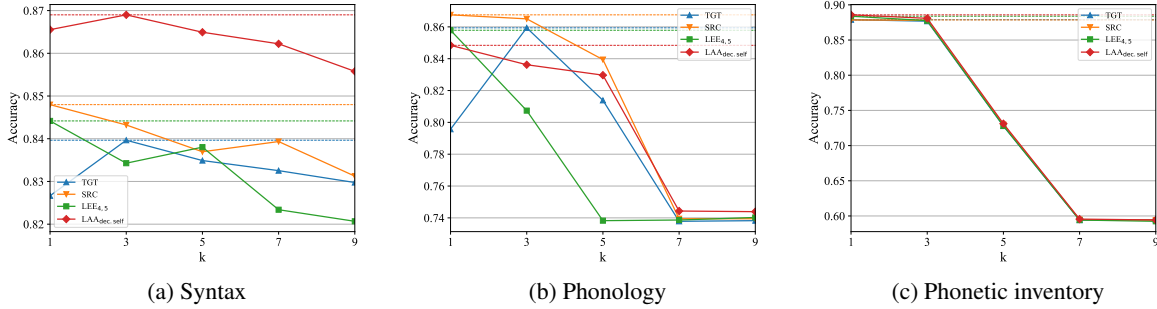 0.87
0.86
0.85
0.84
0.83
0.82
Accuracy
TGT
SRC
LEE4,5
LAAdec,self
1 3 5 7 9
k
(a) Syntax
0.86
0.84
0.82
0.80
0.78
0.76
0.74
Accuracy
TGT
SRC
LEE4,5
LAAdec,self
1 3 5 7 9
k
(b) Phonology
0.90
0.85
0.80
0.75
0.70
0.65
0.60
Accuracy
TGT
SRC
LEE4,5
LAAdec,self
1 3 5 7 9
k
(c) Phonetic inventory